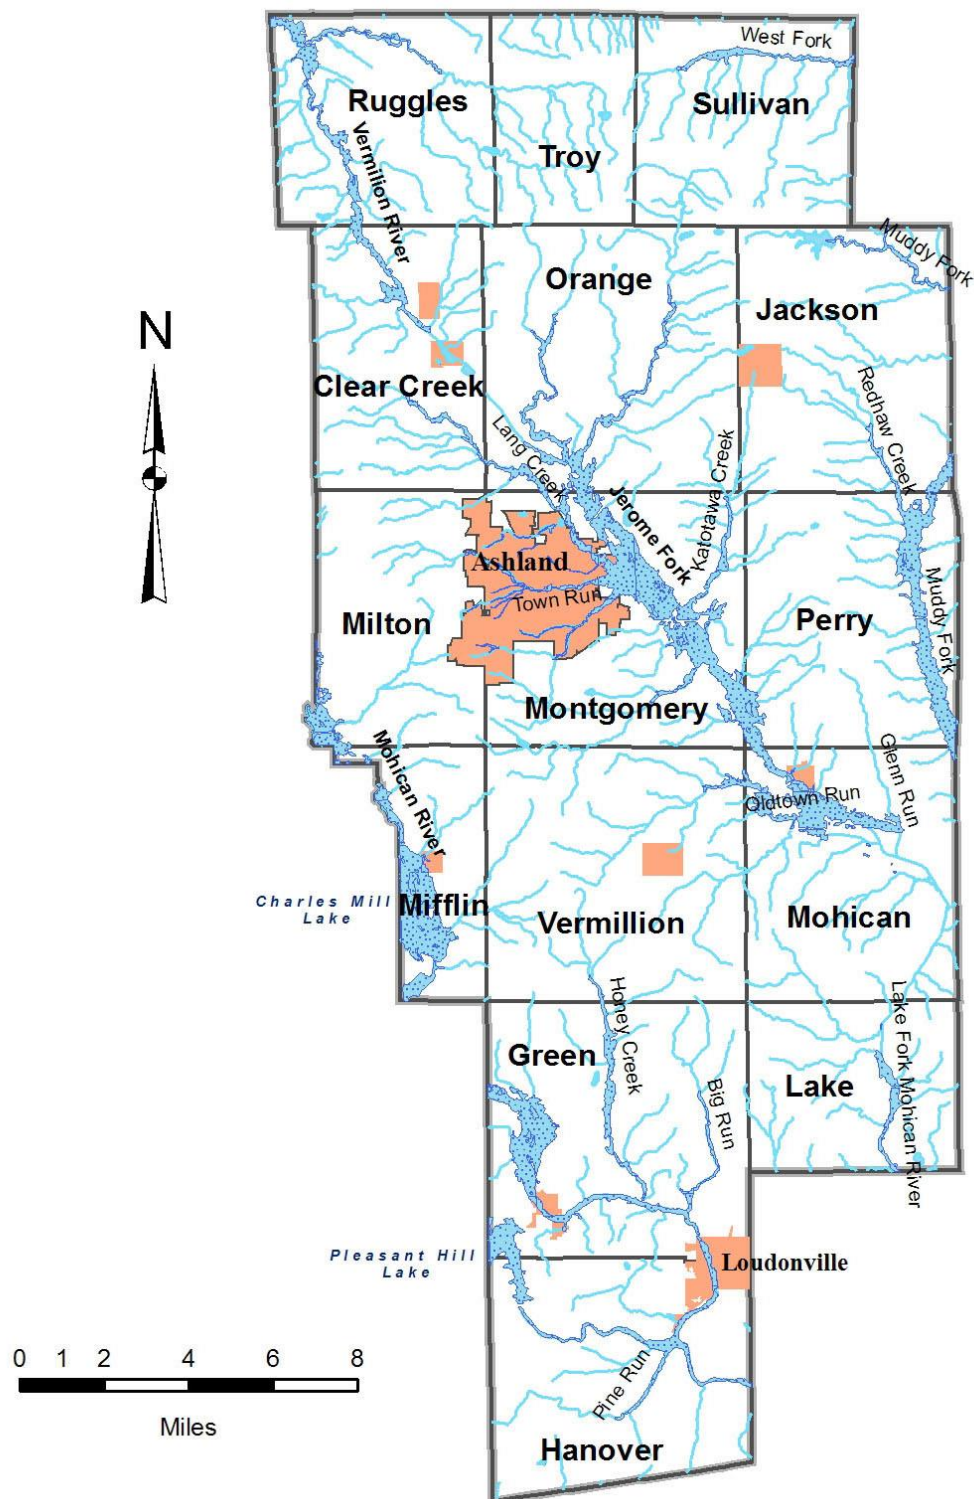 West Fork
Ruggles
Sullivan
Troy
Vermilion River
Muddy Fork
Orange
Jackson
N
Clear Creek
Redhaw Creek
Lang Creek
Katotawa Creek
Jerome Fork
Ashland
Town Run
Muddy Fork
Milton
Perry
Montgomery
Mohican River
Glenn Run
Oldtown Run
Charles Mill
Lake
Mifflin
Vermillion
Mohican
Honey Creek
Lake Fork Mohican River
Green
Big Run
Lake
Pleasant Hill
Lake
Loudonville
0 1 2 4 6 8
Miles
Pine Run
Hanover